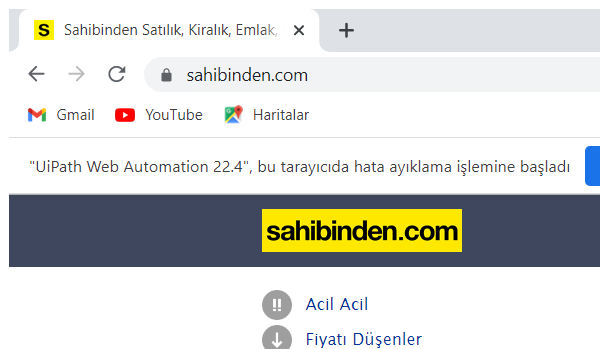 S Sahibinden Satılık, Kiralık, Emlak,
sahibinden.com
Gmail YouTube Haritalar
"UiPath Web Automation 22.4", bu tarayıcıda hata ayıklama işlemine başladı
sahibinden.com
!! Acil Acil
Fiyatı Düşenler